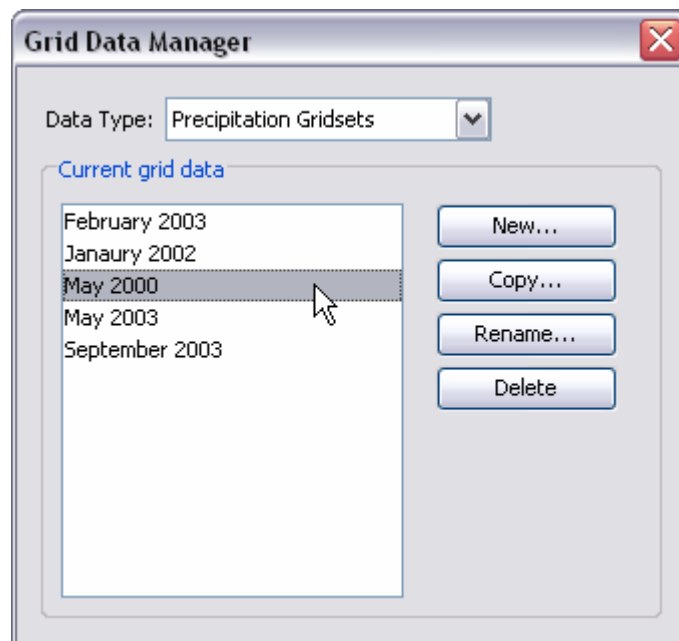 Grid Data Manager
Data Type: Precipitation Gridsets
Current grid data
February 2003
Janaury 2002
May 2000
May 2003
September 2003
New...
Copy...
Rename...
Delete